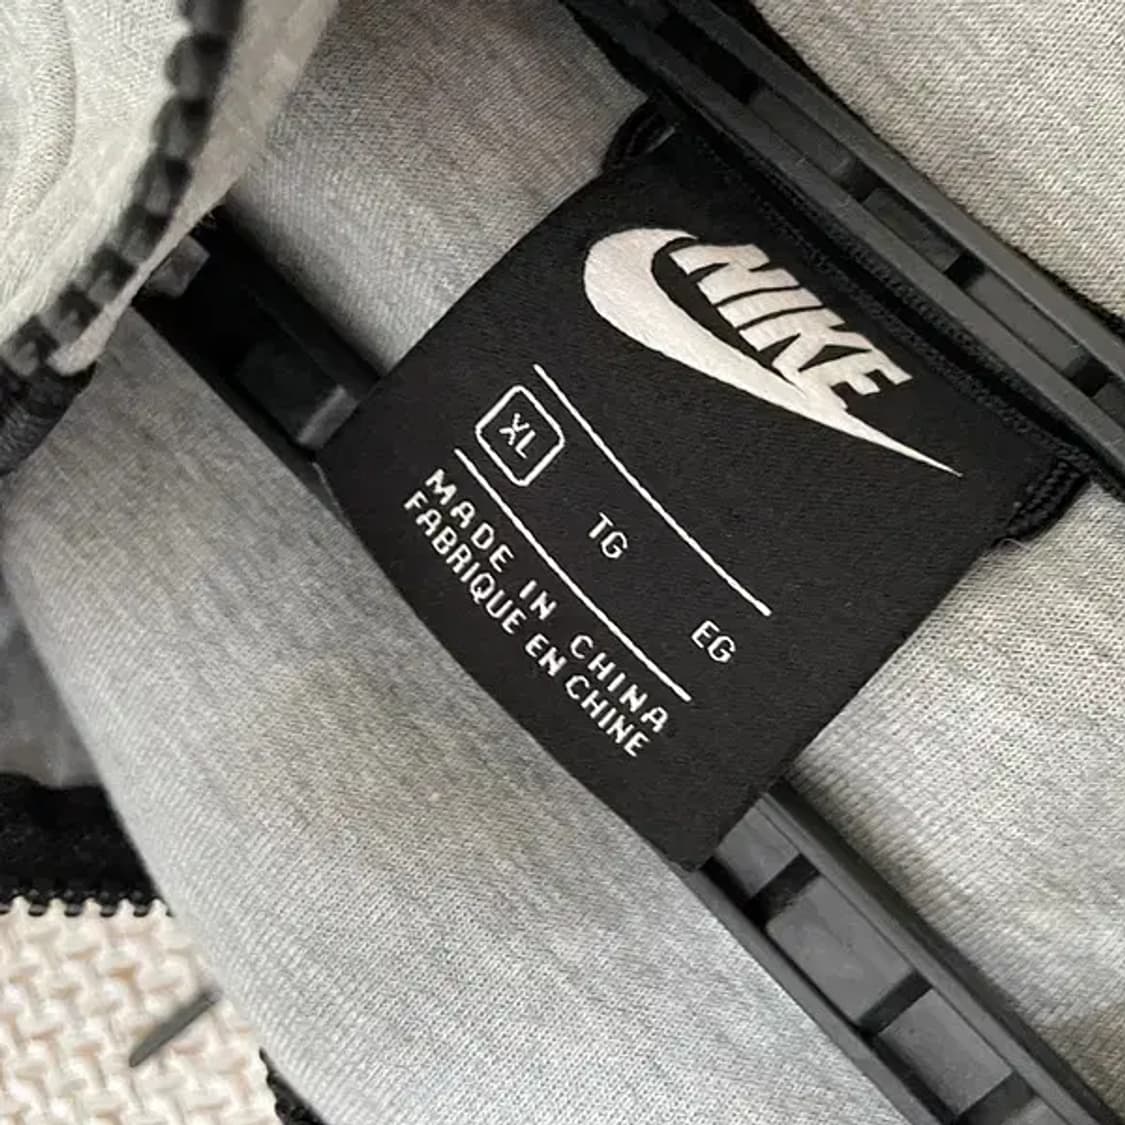 NIKE
XL TG EG
MADE IN CHINA
FABRIQUE EN CHINE